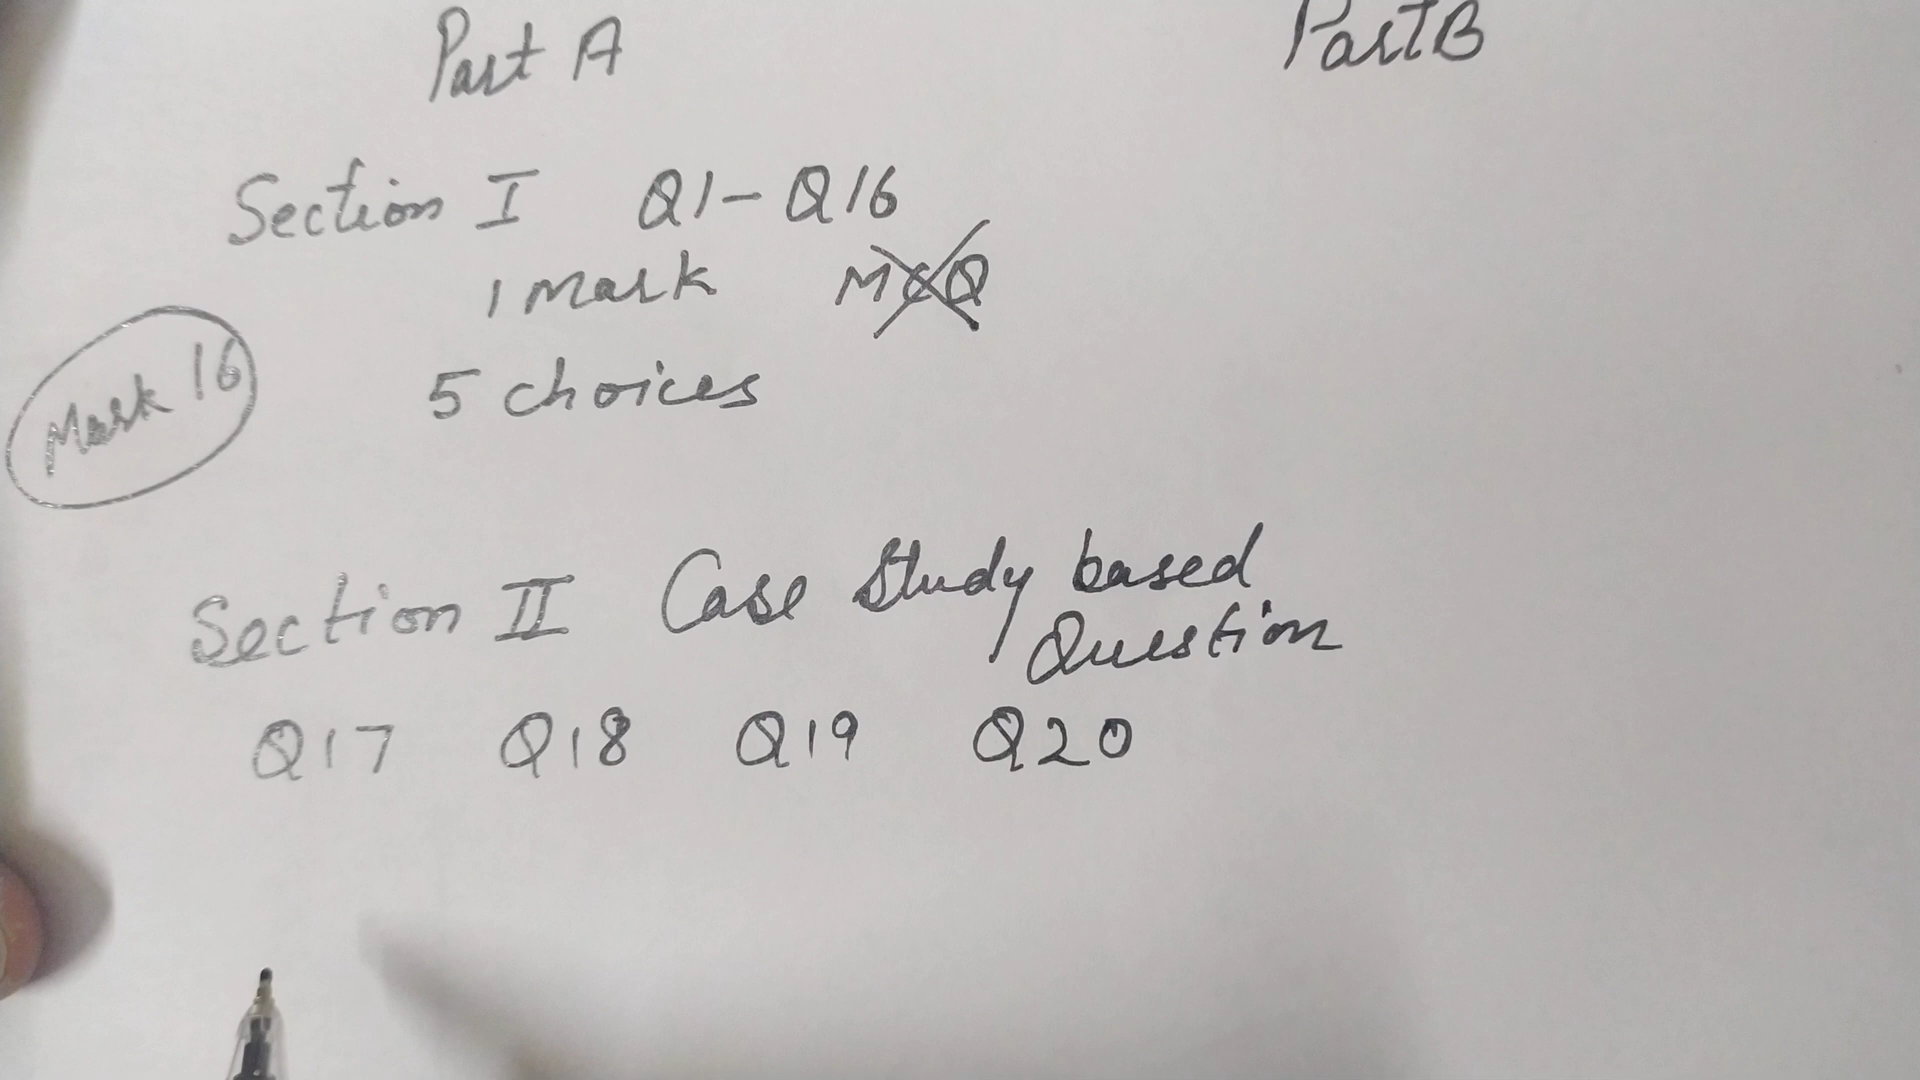 Part A Part B
Section I Q1 - Q16
1 Mark MCQ
Mark 16
5 choices
Section II Case Study based
Question
Q17 Q18 Q19 Q20